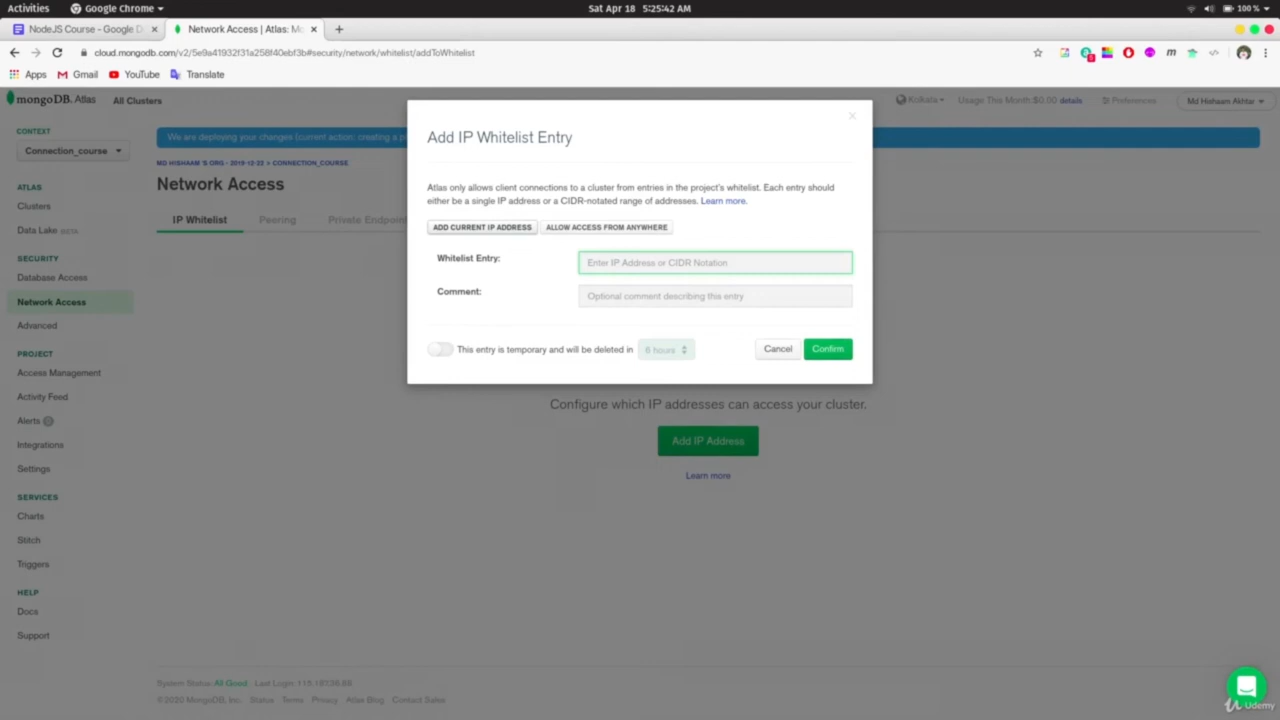 Activities
Google Chrome
Sat Apr 18 5:25:42 AM
100 %
NodeJS Course - Google D
Network Access | Atlas: Mo
cloud.mongodb.com/v2/5e9a41932f31a258f40ebf3b#security/network/whitelist/addToWhitelist
Apps
Gmail
YouTube
Translate
mongoDB. Atlas
All Clusters
Kolkata
Usage This Month:$0.00 details
Preferences
Md Hishaam Akhtar
CONTEXT
Connection_course
We are deploying your changes (current action: creating a p
MD HISHAAM 'S ORG - 2019-12-22 > CONNECTION_COURSE
Network Access
IP Whitelist
Peering
Private Endpoint
ATLAS
Clusters
Data Lake BETA
SECURITY
Database Access
Network Access
Advanced
PROJECT
Access Management
Activity Feed
Alerts 0
Integrations
Settings
SERVICES
Charts
Stitch
Triggers
HELP
Docs
Support
Add IP Whitelist Entry
Atlas only allows client connections to a cluster from entries in the project's whitelist. Each entry should
either be a single IP address or a CIDR-notated range of addresses. Learn more.
ADD CURRENT IP ADDRESS
ALLOW ACCESS FROM ANYWHERE
Whitelist Entry:
Enter IP Address or CIDR Notation
Comment:
Optional comment describing this entry
This entry is temporary and will be deleted in
6 hours
Cancel
Confirm
Configure which IP addresses can access your cluster.
Add IP Address
Learn more
System Status: All Good Last Login:
©2020 MongoDB, Inc. Status Terms Privacy Atlas Blog Contact Sales
Udemy